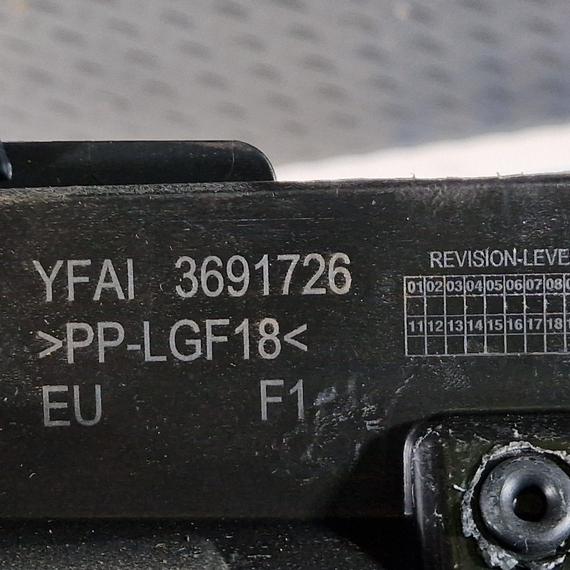 YFAI 3691726
>PP-LGF18<
EU F1
REVISION-LEVE
01 02 03 04 05 06 07 08
11 12 13 14 15 16 17 18